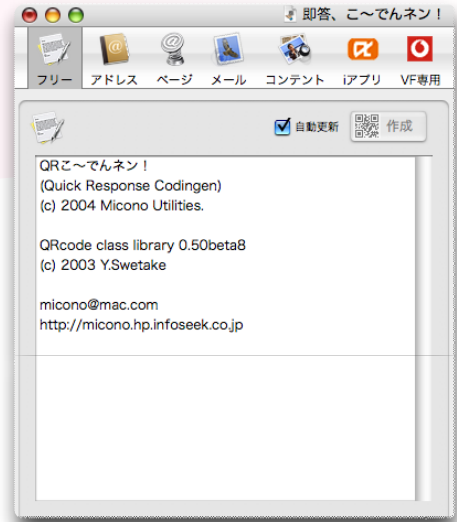 即答、こ〜でんネン！
フリー
アドレス
ページ
メール
コンテント
iアプリ
VF専用
自動更新
作成
QRこ〜でんネン！
(Quick Response Codingen)
(c) 2004 Micono Utilities.
QRcode class library 0.50beta8
(c) 2003 Y.Swetake
micono@mac.com
http://micono.hp.infoseek.co.jp